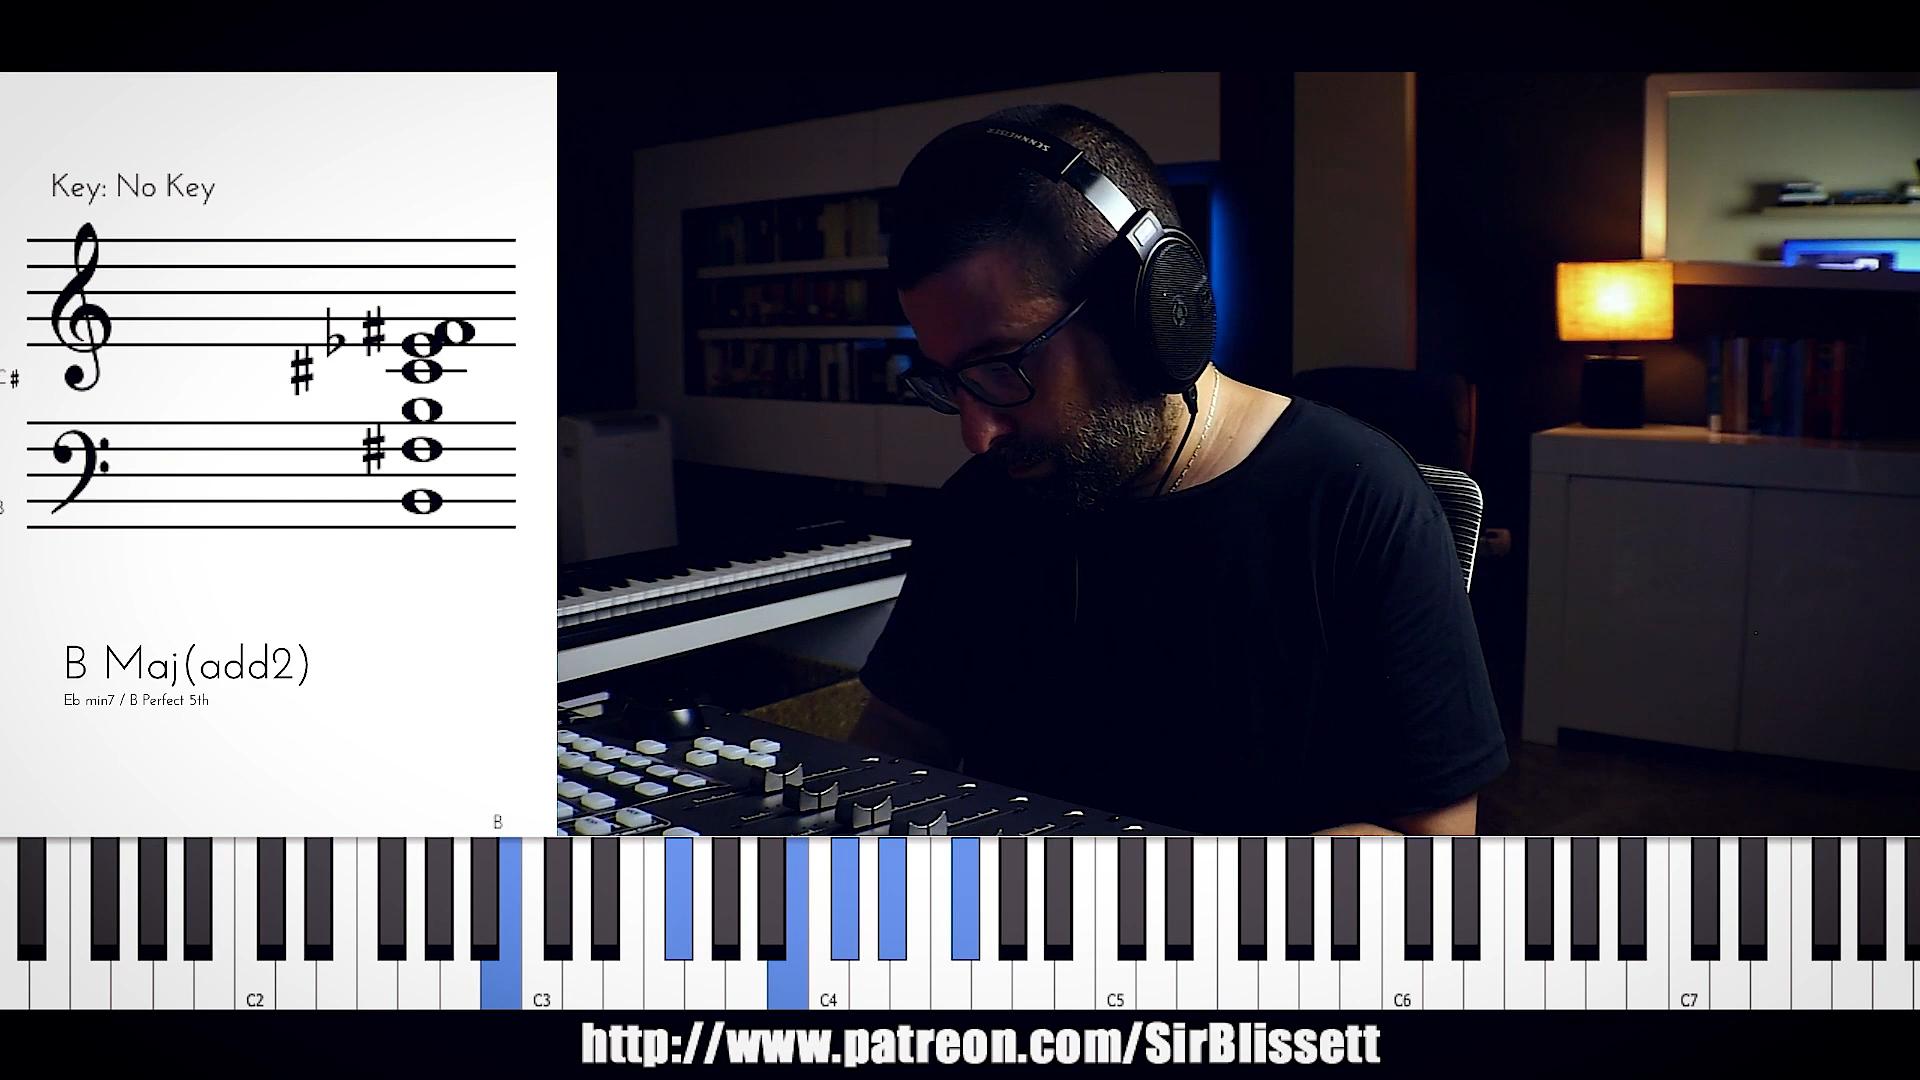 Key: No Key
SENNHEISER
C#
B
B Maj(add2)
Eb min7 / B Perfect 5th
B
C2
C3
C4
C5
C6
C7
http://www.patreon.com/SirBlissett